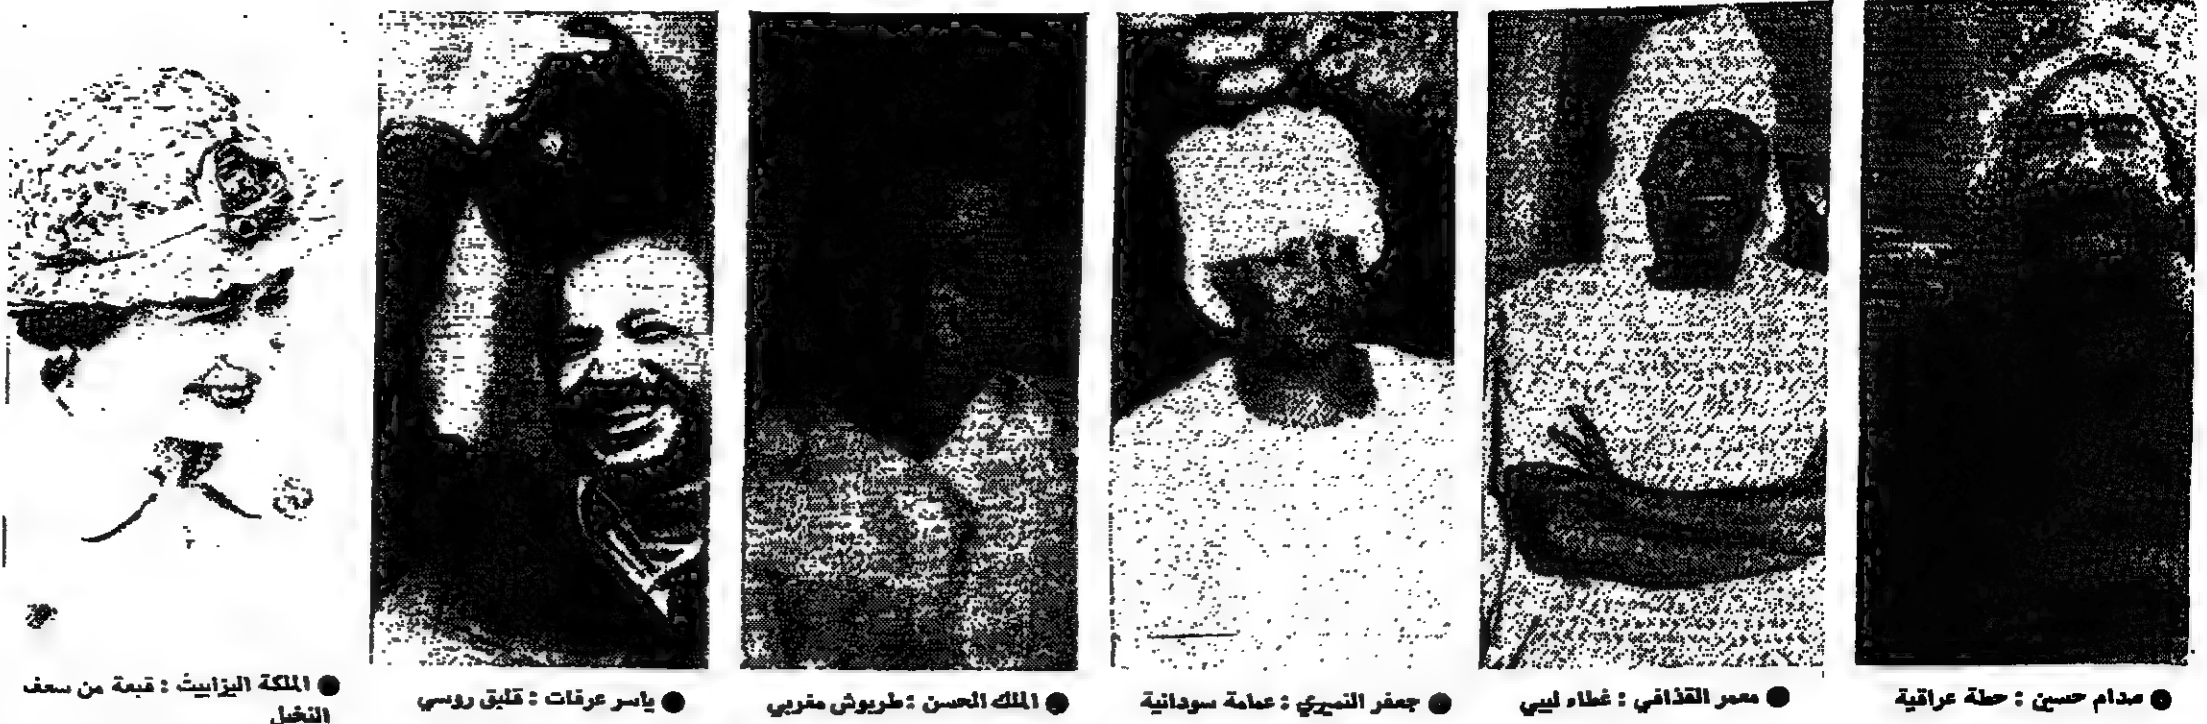 ● صدام حسين : حطة عراقية
● معمر القذافي : غطاء ليبي
● جعفر النميري : عمامة سودانية
● الملك الحسن : طربوش مغربي
● ياسر عرفات : قلبق روسي
● الملكة اليزابيث : قبعة من سعف
النخيل